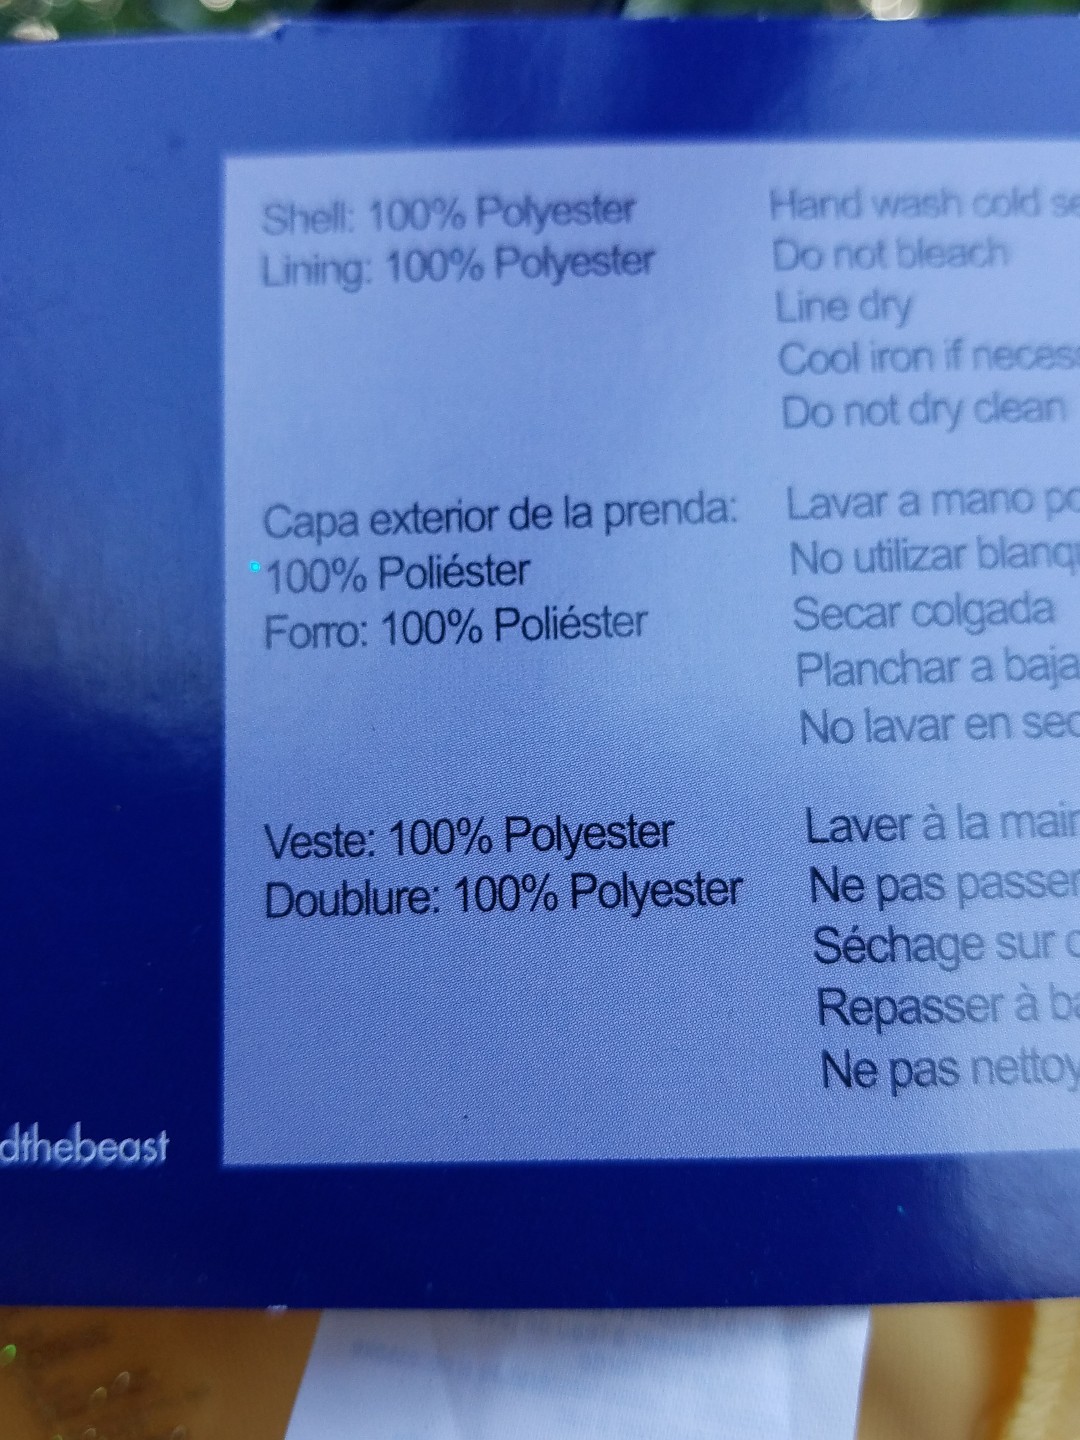 Shell: 100% Polyester
Lining: 100% Polyester
Hand wash cold
Do not bleach
Line dry
Cool iron if
Do not dry clean
Capa exterior de la prenda:
100% Poliéster
Forro: 100% Poliéster
Lavar a mano
No utilizar
Secar colgada
Planchar a baja
No lavar en
Veste: 100% Polyester
Doublure: 100% Polyester
Laver à la
Ne pas passer
Séchage sur
Repasser à
Ne pas
dthebeast